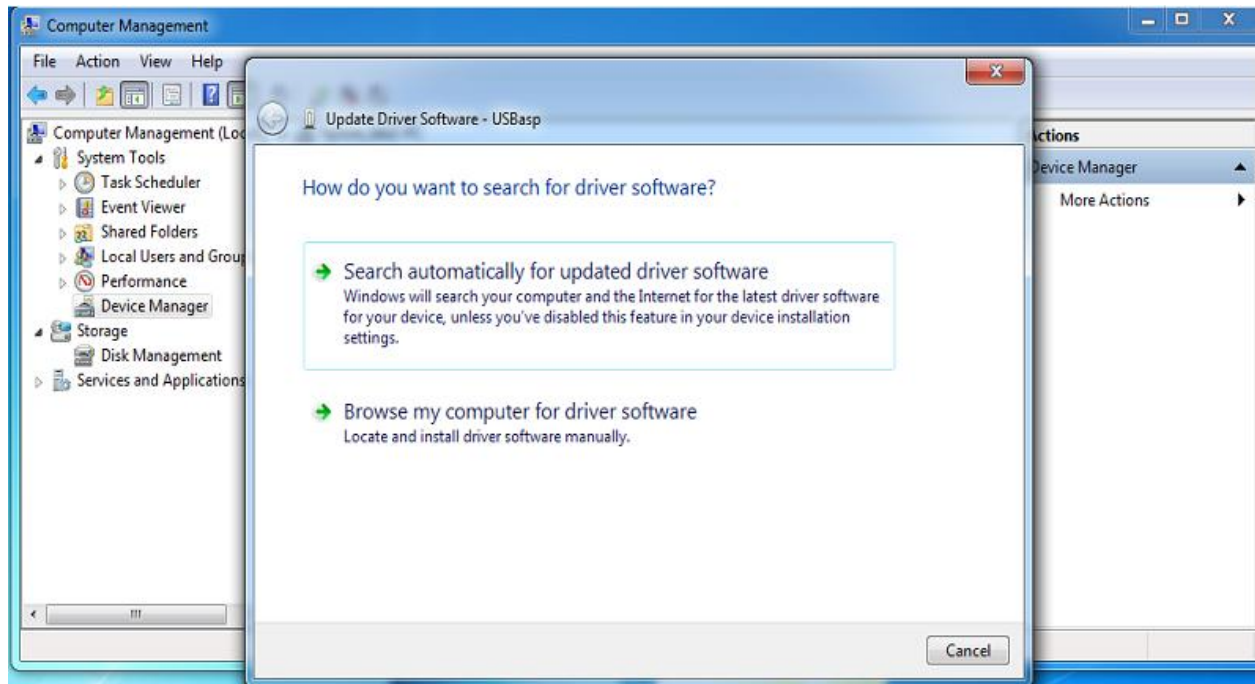 Computer Management
File Action View Help
Update Driver Software - USBasp
Computer Management (Loc
System Tools
Task Scheduler
Event Viewer
Shared Folders
Local Users and Group
Performance
Device Manager
Storage
Disk Management
Services and Applications
How do you want to search for driver software?
Search automatically for updated driver software
Windows will search your computer and the Internet for the latest driver software
for your device, unless you've disabled this feature in your device installation
settings.
Browse my computer for driver software
Locate and install driver software manually.
Cancel
Actions
Device Manager
More Actions